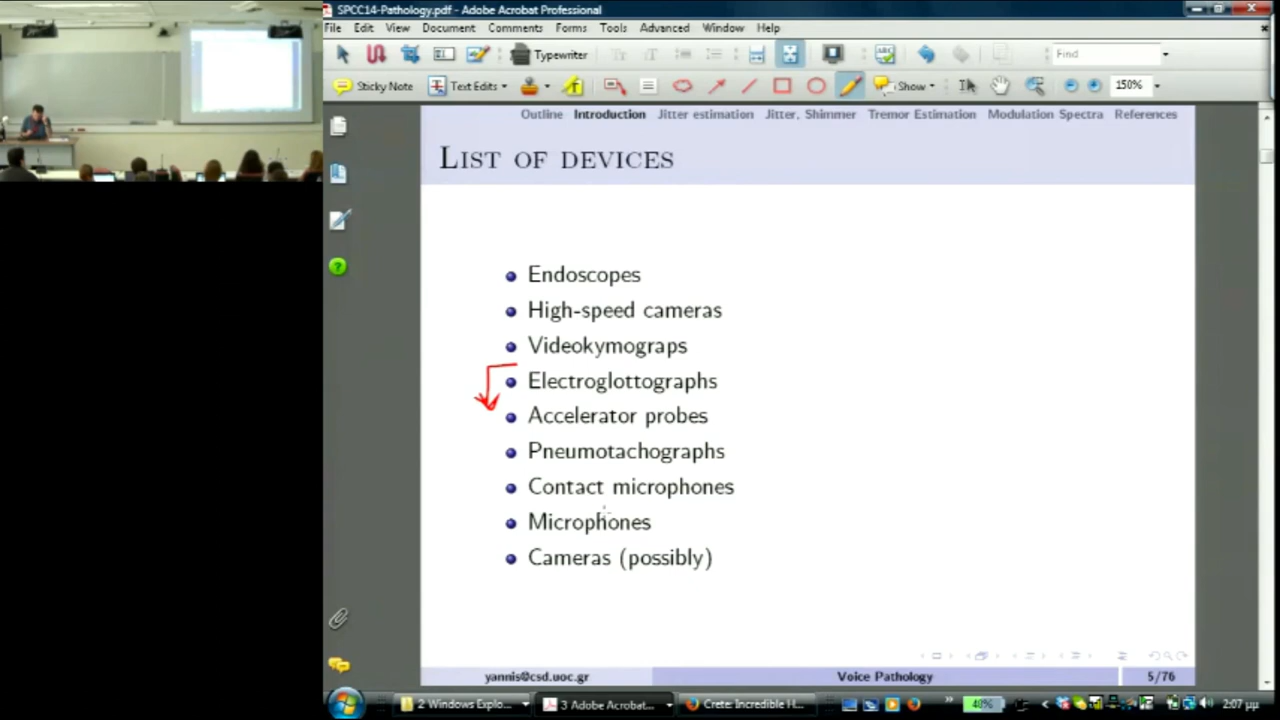 SPCC14-Pathology.pdf - Adobe Acrobat Professional
File Edit View Document Comments Forms Tools Advanced Window Help
Typewriter Find
Sticky Note Text Edits Show 150%
Outline Introduction Jitter estimation Jitter, Shimmer Tremor Estimation Modulation Spectra References
LIST OF DEVICES
Endoscopes
High-speed cameras
Videokymograps
Electroglottographs
Accelerator probes
Pneumotachographs
Contact microphones
Microphones
Cameras (possibly)
yannis@csd.uoc.gr Voice Pathology 5/76
2 Windows Explo... 3 Adobe Acrobat... Crete: Incredible H... 48% 2:07 μμ